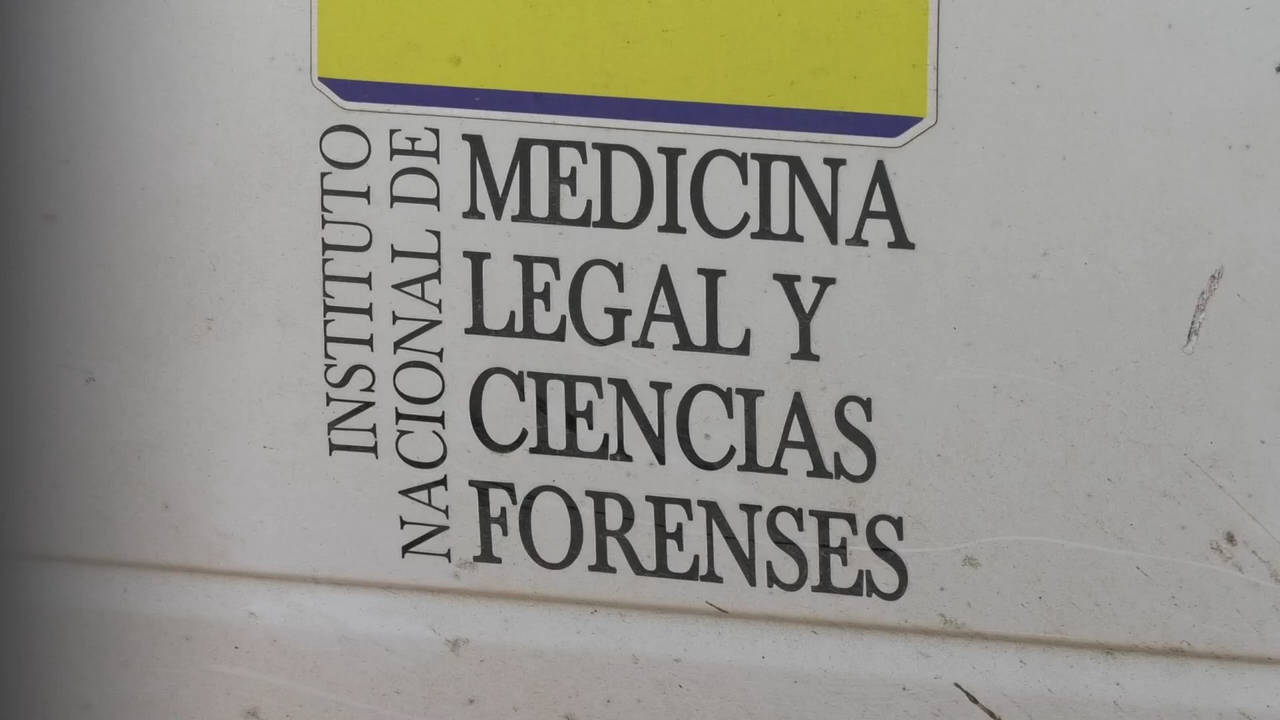 INSTITUTO
NACIONAL DE
MEDICINA
LEGAL Y
CIENCIAS
FORENSES